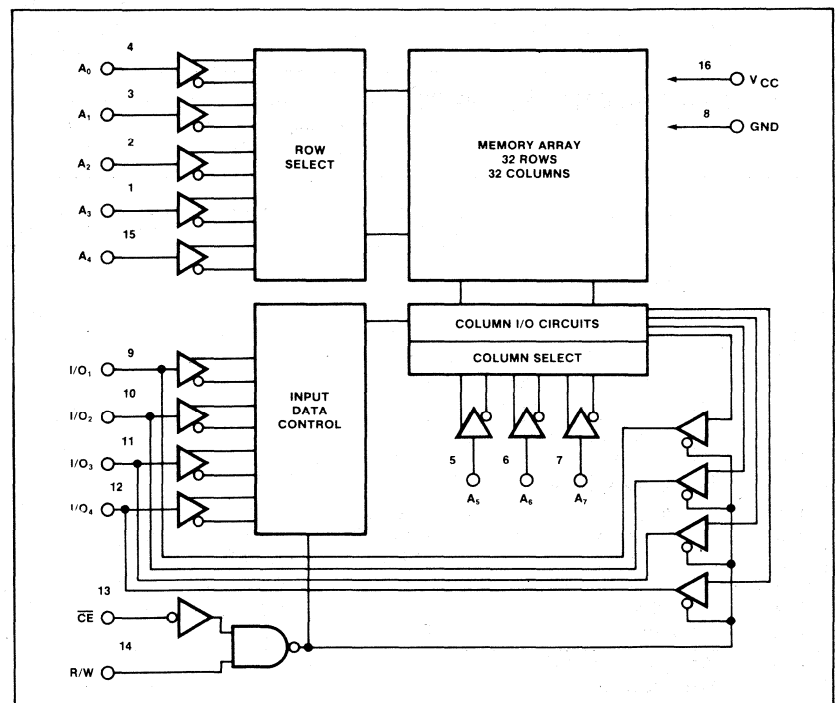 4
A₀
3
A₁
2
A₂
1
A₃
15
A₄
ROW
SELECT
MEMORY ARRAY
32 ROWS
32 COLUMNS
16
VCC
8
GND
9
I/O₁
10
I/O₂
11
I/O₃
12
I/O₄
INPUT
DATA
CONTROL
COLUMN I/O CIRCUITS
COLUMN SELECT
5 6 7
A₅ A₆ A₇
13
C̅E̅
14
R/W